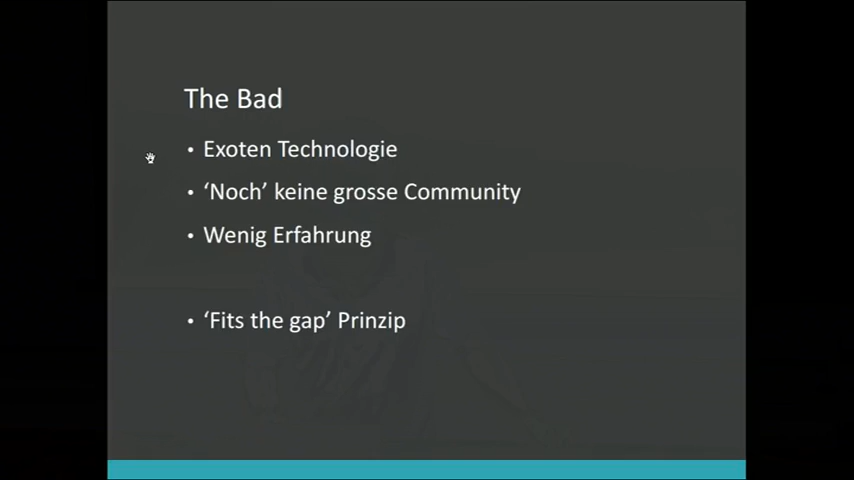 The Bad
• Exoten Technologie
• ‘Noch’ keine grosse Community
• Wenig Erfahrung
• ‘Fits the gap’ Prinzip